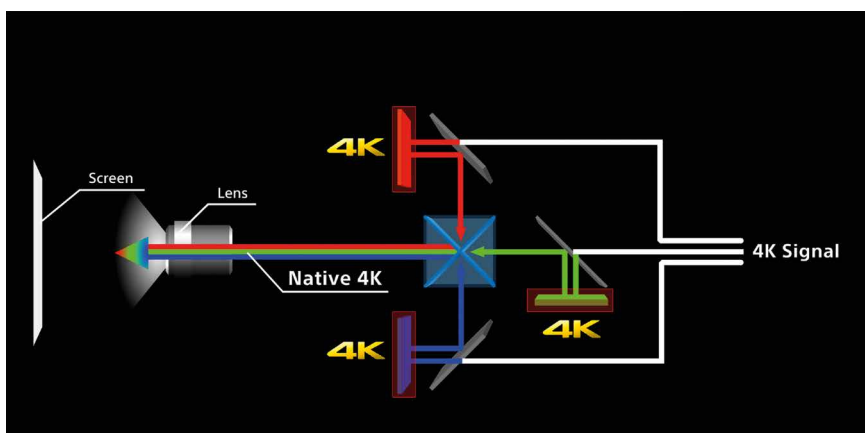 4K
Screen
Lens
4K Signal
Native 4K
4K
4K